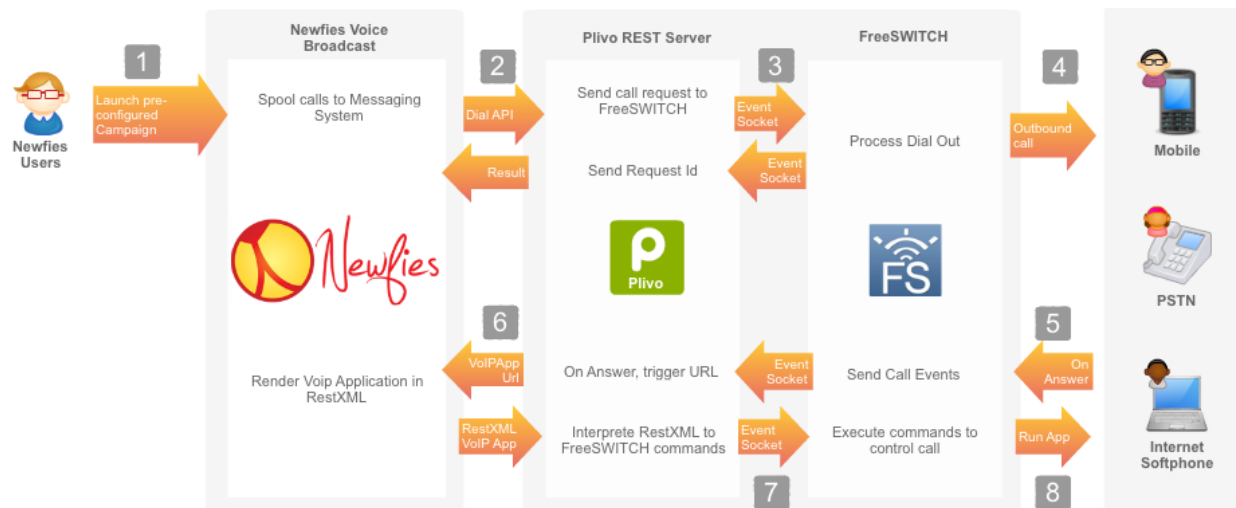 Newfies Voice
Broadcast
Plivo REST Server
FreeSWITCH
1
2
3
4
Launch pre-
configured
Campaign
Newfies
Users
Spool calls to Messaging
System
Dial API
Send call request to
FreeSWITCH
Event
Socket
Process Dial Out
Outbound
call
Mobile
Result
Send Request Id
Event
Socket
Newfies
Plivo
FS
PSTN
6
5
VoIPApp
Url
On Answer, trigger URL
Event
Socket
Send Call Events
On
Answer
Render Voip Application in
RestXML
RestXML
VoIP App
Interprete RestXML to
FreeSWITCH commands
Event
Socket
Execute commands to
control call
Run App
Internet
Softphone
7
8